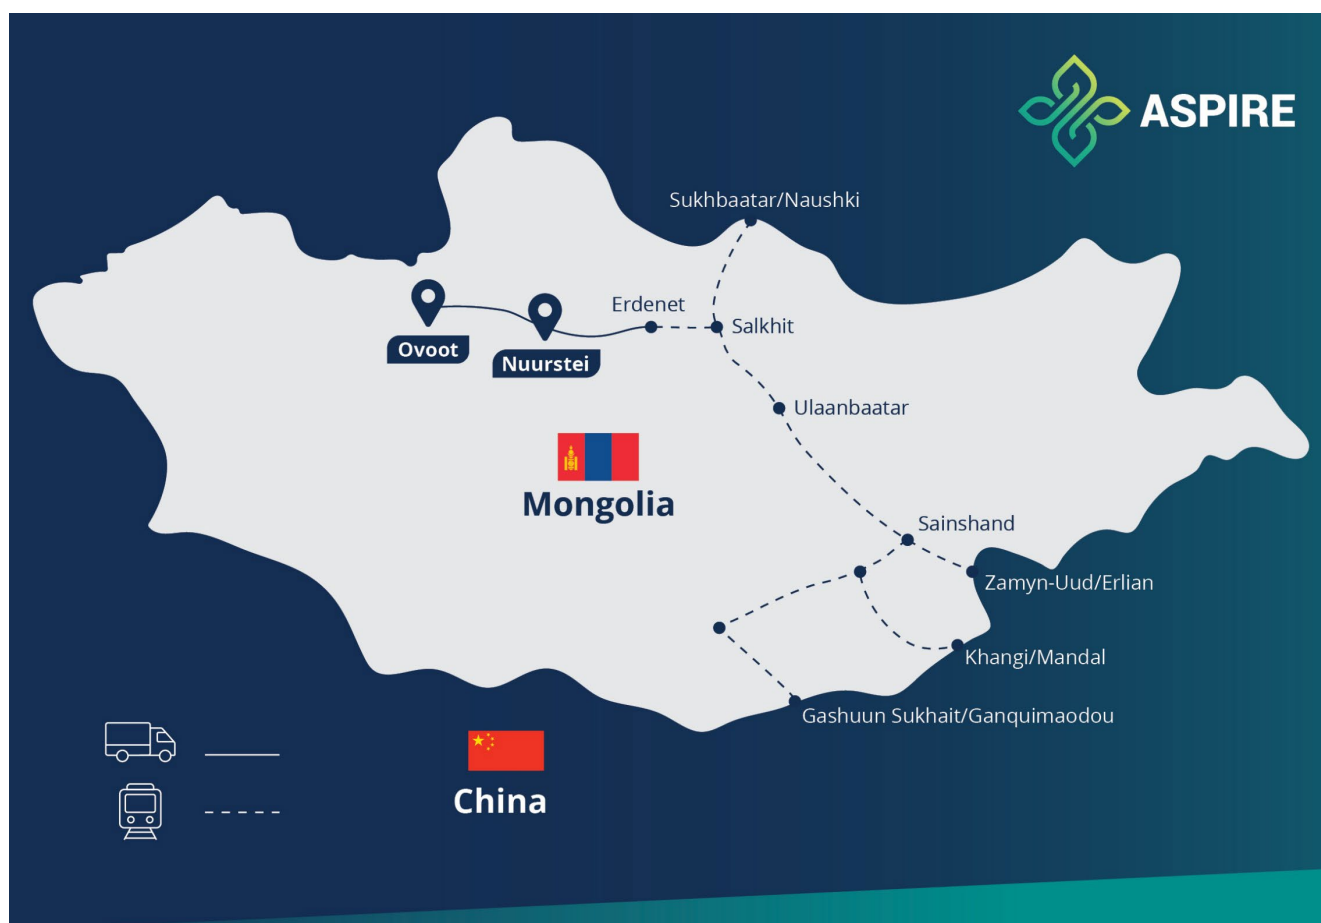 ASPIRE
Sukhbaatar/Naushki
Erdenet
Salkhit
Ovoot
Nuurstei
Ulaanbaatar
Mongolia
Sainshand
Zamyn-Uud/Erlian
Khangi/Mandal
Gashuun Sukhait/Ganquimaodou
China